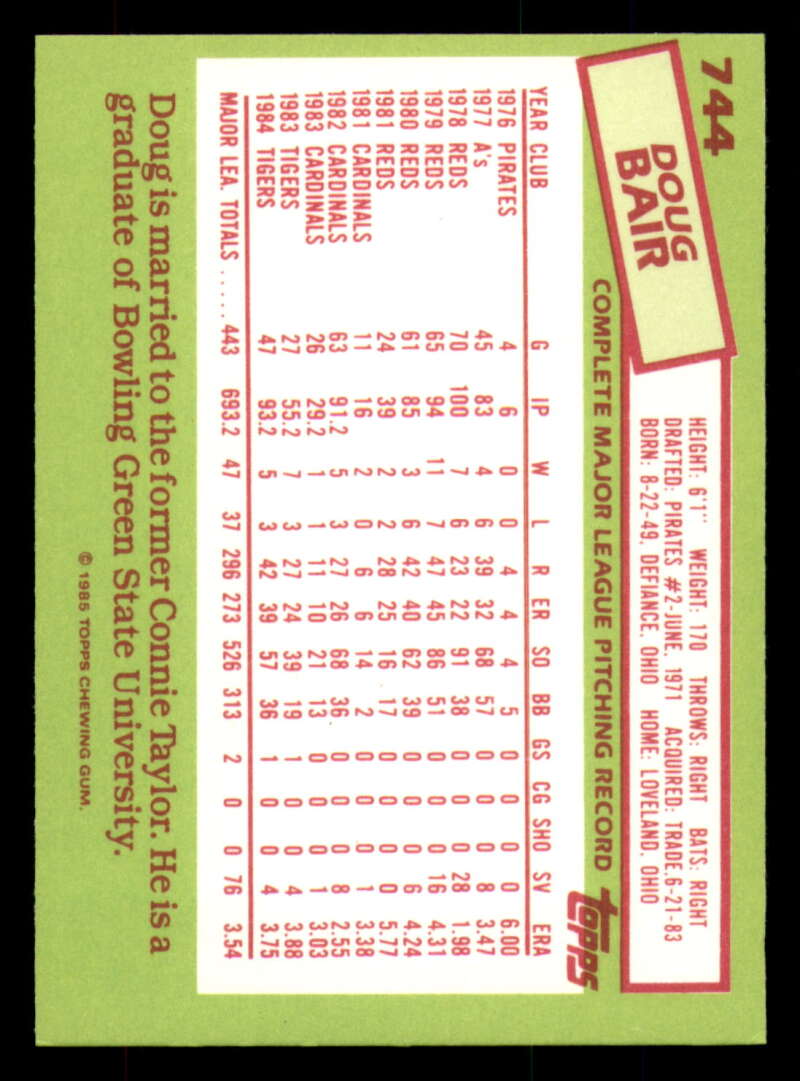 744
DOUG
BAIR
HEIGHT: 6'1" WEIGHT: 170 THROWS: RIGHT BATS: RIGHT
DRAFTED: PIRATES #2-JUNE, 1971 ACQUIRED: TRADE,6-21-83
BORN: 8-22-49, DEFIANCE, OHIO HOME: LOVELAND, OHIO
COMPLETE MAJOR LEAGUE PITCHING RECORD
topps
YEAR CLUB G IP W L R ER SO BB GS CG SHO SV ERA
1976 PIRATES 4 6 0 0 4 4 4 5 0 0 0 0 6.00
1977 A's 45 83 4 6 39 32 68 57 0 0 0 8 3.47
1978 REDS 70 100 7 6 23 22 91 38 0 0 0 28 1.98
1979 REDS 65 94 11 7 47 45 86 51 0 0 0 16 4.31
1980 REDS 61 85 3 6 42 40 62 39 0 0 0 6 4.24
1981 REDS 24 39 2 2 28 25 16 17 0 0 0 0 5.77
1981 CARDINALS 11 16 2 0 6 6 14 2 0 0 0 1 3.38
1982 CARDINALS 63 91.2 5 3 27 26 68 36 0 0 0 8 2.55
1983 CARDINALS 26 29.2 1 1 11 10 21 13 0 0 0 1 3.03
1983 TIGERS 27 55.2 7 3 27 24 39 19 1 0 0 4 3.88
1984 TIGERS 47 93.2 5 3 42 39 57 36 1 0 0 4 3.75
MAJOR LEA. TOTALS ..... 443 693.2 47 37 296 273 526 313 2 0 0 76 3.54
Doug is married to the former Connie Taylor. He is a
graduate of Bowling Green State University.
© 1985 TOPPS CHEWING GUM.